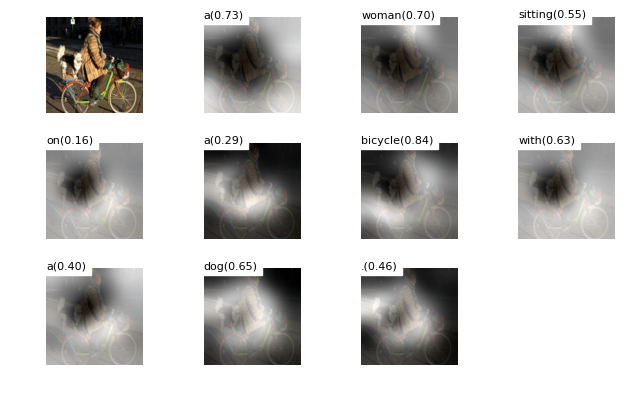 a(0.73)
woman(0.70)
sitting(0.55)
on(0.16)
a(0.29)
bicycle(0.84)
with(0.63)
a(0.40)
dog(0.65)
.(0.46)